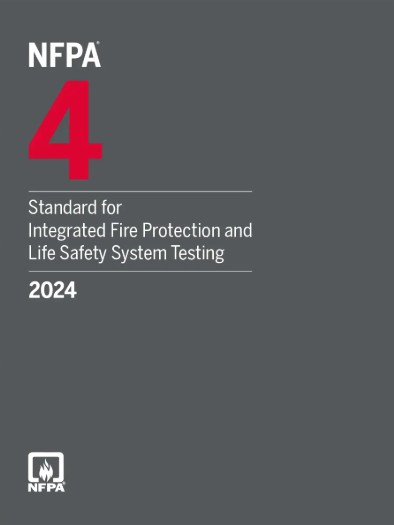 NFPA®
4
Standard for
Integrated Fire Protection and
Life Safety System Testing
2024
NFPA®